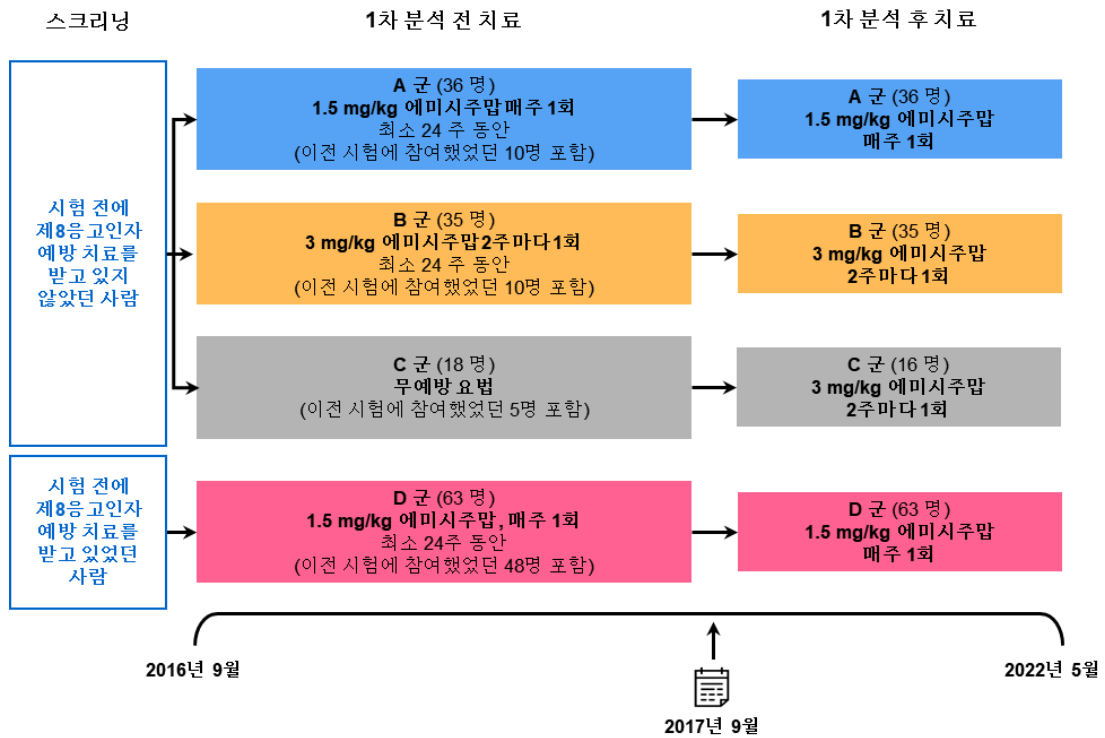 스크리닝
1차 분석 전 치료
1차 분석 후 치료
시험 전에
제8응고인자
예방 치료를
받고 있지
않았던 사람
A 군 (36 명)
1.5 mg/kg 에미시주맙 매주 1회
최소 24 주 동안
(이전 시험에 참여했었던 10명 포함)
A 군 (36 명)
1.5 mg/kg 에미시주맙
매주 1회
B 군 (35 명)
3 mg/kg 에미시주맙 2주마다 1회
최소 24 주 동안
(이전 시험에 참여했었던 10명 포함)
B 군 (35 명)
3 mg/kg 에미시주맙
2주마다 1회
C 군 (18 명)
무예방 요법
(이전 시험에 참여했었던 5명 포함)
C 군 (16 명)
3 mg/kg 에미시주맙
2주마다 1회
시험 전에
제8응고인자
예방 치료를
받고 있었던
사람
D 군 (63 명)
1.5 mg/kg 에미시주맙, 매주 1회
최소 24주 동안
(이전 시험에 참여했었던 48명 포함)
D 군 (63 명)
1.5 mg/kg 에미시주맙
매주 1회
2016년 9월
2017년 9월
2022년 5월